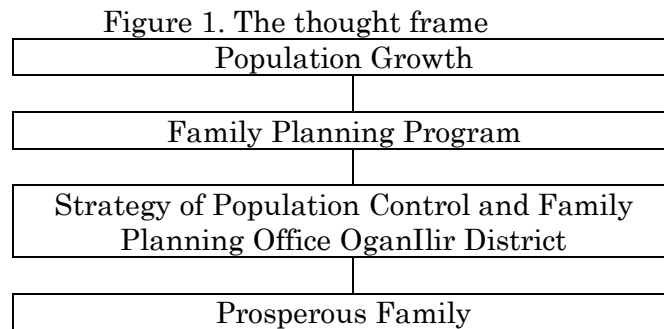 Figure 1. The thought frame
Population Growth
Family Planning Program
Strategy of Population Control and Family
Planning Office OganIlir District
Prosperous Family